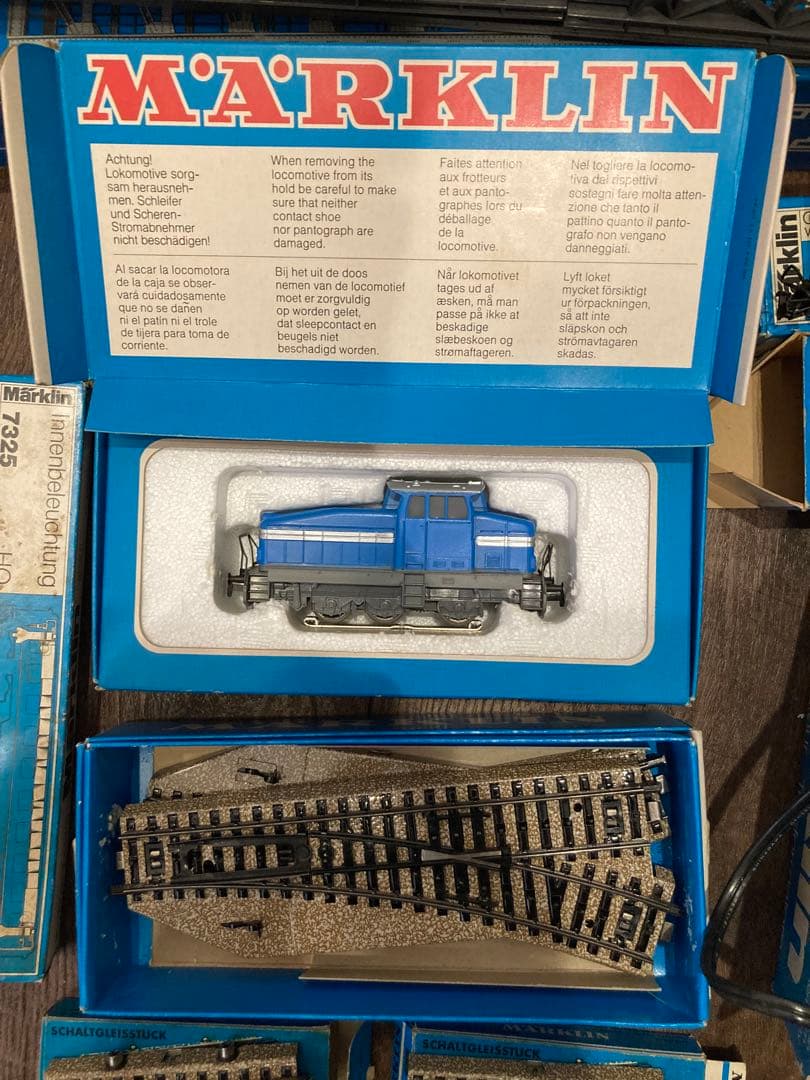 MÄRKLIN
Achtung!
Lokomotive sorg-
sam herausneh-
men. Schleifer
und Scheren-
Stromabnehmer
nicht beschädigen!
When removing the
locomotive from its
hold be careful to make
sure that neither
contact shoe
nor pantograph are
damaged.
Faites attention
aux frotteurs
et aux panto-
graphes lors du
déballage
de la
locomotive.
Nel togliere la locomo-
tiva dai rispettivi
sostegni fare molta atten-
zione che tanto il
pattino quanto il panto-
grafo non vengano
danneggiati.
Al sacar la locomotora
de la caja se obser-
vará cuidadosamente
que no se dañen
ni el patín ni el trole
de tijera para toma de
corriente.
Bij het uit de doos
nemen van de locomotief
moet er zorgvuldig
op worden gelet,
dat sleepcontact en
beugels niet
beschadigd worden.
Når lokomotivet
tages ud af
æsken, må man
passe på ikke at
beskadige
slæbeskoen og
strømaftageren.
Lyft loket
mycket försiktigt
ur förpackningen,
så att inte
släpskon och
strömavtagaren
skadas.
Märklin
7325
Innenbeleuchtung
HO
Märklin
SCHALTGLEISSTÜCK
MÄRKLIN
SCHALTGLEISSTÜCK